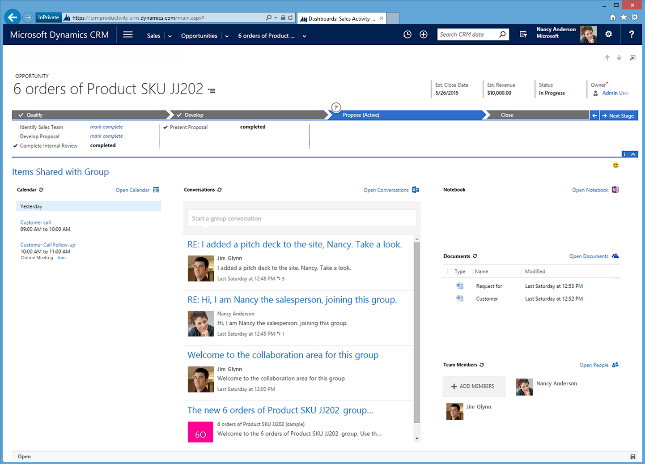 InPrivate https://crmproductivity.crm.dynamics.com/main.aspx# Dashboards: Sales Activity ...
Microsoft Dynamics CRM Sales Opportunities 6 orders of Product ... Search CRM data Nancy Anderson
Microsoft
OPPORTUNITY
6 orders of Product SKU JJ202
Est. Close Date Est. Revenue Status Owner*
5/26/2015 $10,000.00 In Progress Admin User
Qualify Develop Propose (Active) Close Next Stage
Identify Sales Team mark complete Present Proposal completed
Develop Proposal mark complete
Complete Internal Review completed
Items Shared with Group
Calendar Open Calendar
Yesterday
Customer call
09:00 AM to 10:00 AM
Customer Call Follow-up
10:00 AM to 11:00 AM
Online Meeting
Conversations Open Conversations
Start a group conversation
RE: I added a pitch deck to the site, Nancy. Take a look.
Jim Glynn
I added a pitch deck to the site, Nancy. Take a look.
Last Saturday at 12:49 PM 3
RE: Hi, I am Nancy the salesperson, joining this group.
Nancy Anderson
Hi, I am Nancy the salesperson, joining this group.
Last Saturday at 12:49 PM 1
Welcome to the collaboration area for this group
Jim Glynn
Welcome to the collaboration area for this group
Last Saturday at 12:00 PM
The new 6 orders of Product SKU JJ202 group...
6O
6 orders of Product SKU JJ202 (sample)
Welcome to the 6 orders of Product SKU JJ202 group. Use th...
Notebook Open Notebook
Documents Open Documents
Type Name Modified
Request for Last Saturday at 12:53 PM
Customer Last Saturday at 12:52 PM
Team Members Open People
ADD MEMBERS
Nancy Anderson
Jim Glynn
Open